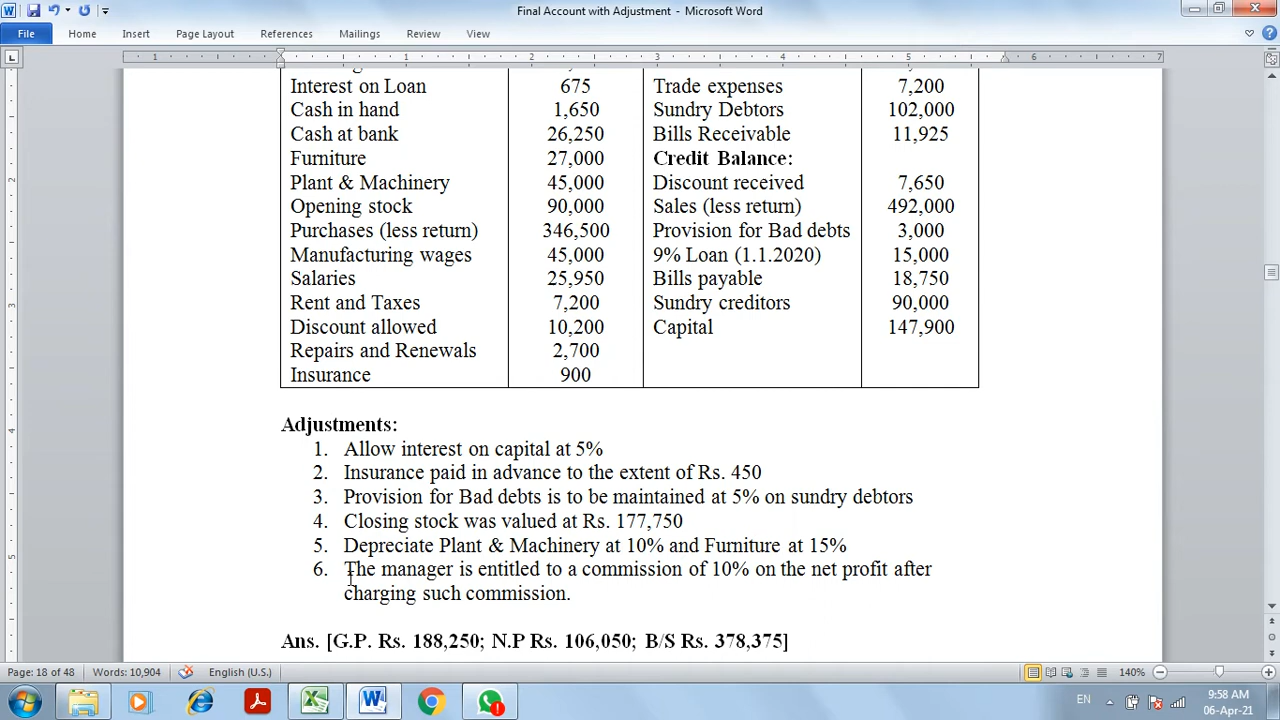 Final Account with Adjustment - Microsoft Word
File Home Insert Page Layout References Mailings Review View
1 1 2 3 4 5 7
Interest on Loan 675 Trade expenses 7,200
Cash in hand 1,650 Sundry Debtors 102,000
Cash at bank 26,250 Bills Receivable 11,925
Furniture 27,000 Credit Balance:
Plant & Machinery 45,000 Discount received 7,650
Opening stock 90,000 Sales (less return) 492,000
Purchases (less return) 346,500 Provision for Bad debts 3,000
Manufacturing wages 45,000 9% Loan (1.1.2020) 15,000
Salaries 25,950 Bills payable 18,750
Rent and Taxes 7,200 Sundry creditors 90,000
Discount allowed 10,200 Capital 147,900
Repairs and Renewals 2,700
Insurance 900
Adjustments:
1. Allow interest on capital at 5%
2. Insurance paid in advance to the extent of Rs. 450
3. Provision for Bad debts is to be maintained at 5% on sundry debtors
4. Closing stock was valued at Rs. 177,750
5. Depreciate Plant & Machinery at 10% and Furniture at 15%
6. The manager is entitled to a commission of 10% on the net profit after
charging such commission.
Ans. [G.P. Rs. 188,250; N.P Rs. 106,050; B/S Rs. 378,375]
Page: 18 of 48 Words: 10,904 English (U.S.) 140%
EN 9:58 AM
06-Apr-21